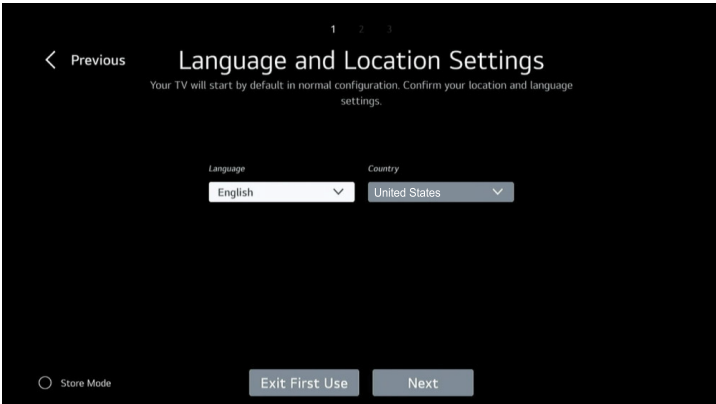 1 2 3
Previous
Language and Location Settings
Your TV will start by default in normal configuration. Confirm your location and language
settings.
Language Country
English United States
Store Mode Exit First Use Next